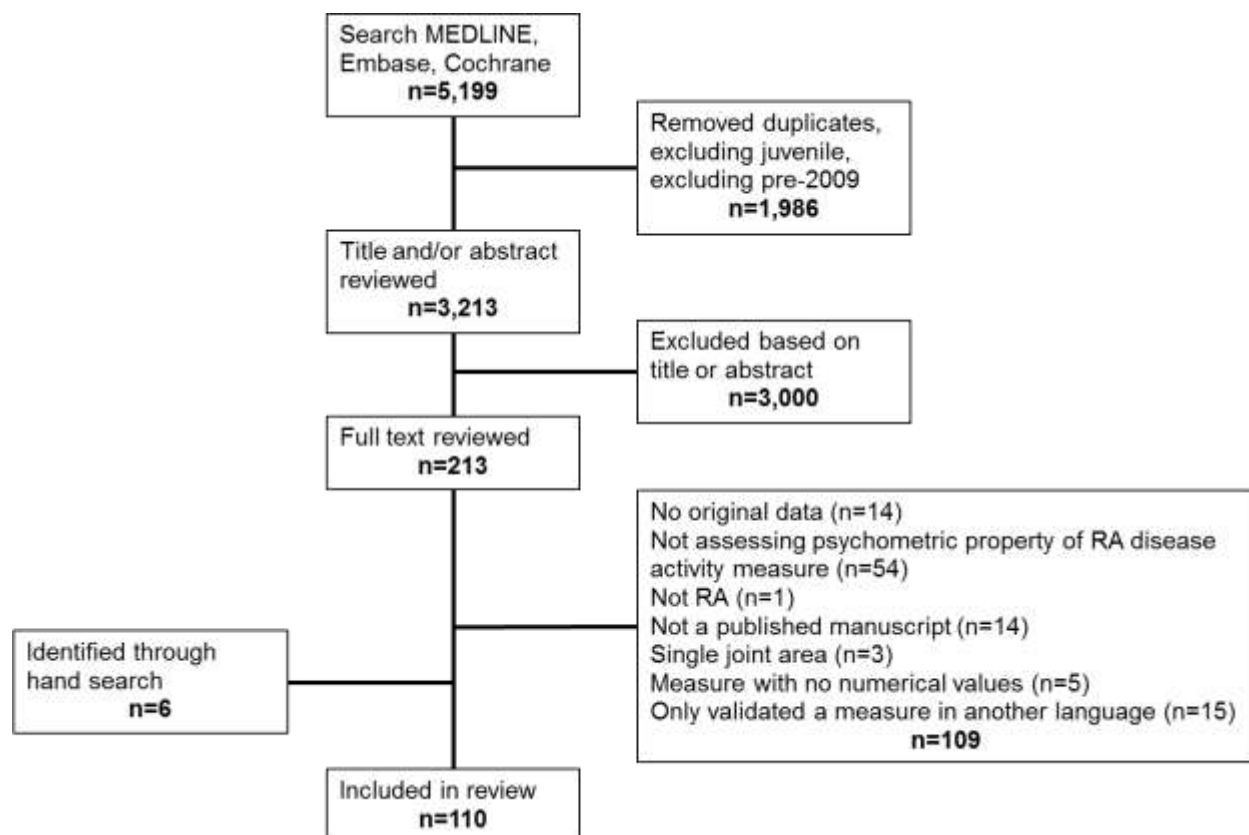 Search MEDLINE,
Embase, Cochrane
n=5,199
Removed duplicates,
excluding juvenile,
excluding pre-2009
n=1,986
Title and/or abstract
reviewed
n=3,213
Excluded based on
title or abstract
n=3,000
Full text reviewed
n=213
No original data (n=14)
Not assessing psychometric property of RA disease
activity measure (n=54)
Not RA (n=1)
Not a published manuscript (n=14)
Single joint area (n=3)
Measure with no numerical values (n=5)
Only validated a measure in another language (n=15)
n=109
Identified through
hand search
n=6
Included in review
n=110